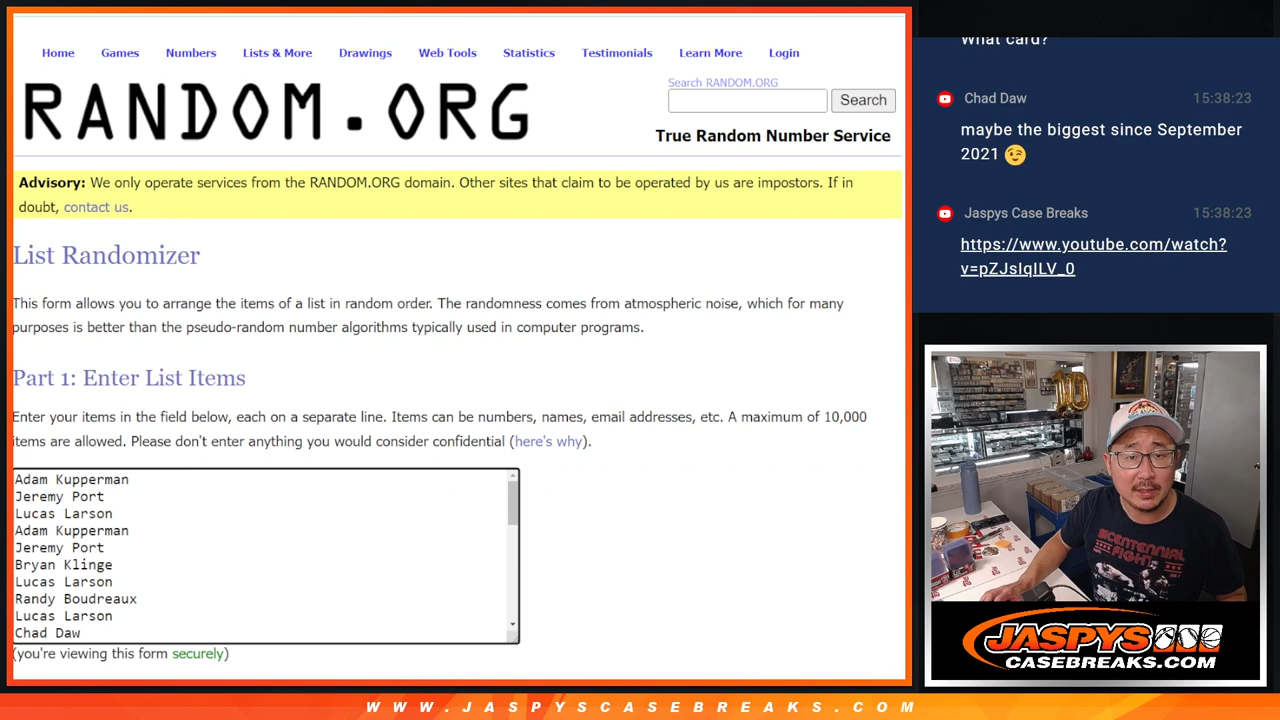 Home Games Numbers Lists & More Drawings Web Tools Statistics Testimonials Learn More Login
RANDOM.ORG
Search RANDOM.ORG
Search
True Random Number Service
Advisory: We only operate services from the RANDOM.ORG domain. Other sites that claim to be operated by us are impostors. If in
doubt, contact us.
List Randomizer
This form allows you to arrange the items of a list in random order. The randomness comes from atmospheric noise, which for many
purposes is better than the pseudo-random number algorithms typically used in computer programs.
Part 1: Enter List Items
Enter your items in the field below, each on a separate line. Items can be numbers, names, email addresses, etc. A maximum of 10,000
items are allowed. Please don't enter anything you would consider confidential (here's why).
Adam Kupperman
Jeremy Port
Lucas Larson
Adam Kupperman
Jeremy Port
Bryan Klinge
Lucas Larson
Randy Boudreaux
Lucas Larson
Chad Daw
(you're viewing this form securely)
What card?
Chad Daw 15:38:23
maybe the biggest since September
2021 😉
Jaspys Case Breaks 15:38:23
https://www.youtube.com/watch?
v=pZJsIqILV_0
10
BICENTENNIAL
FIGHT
JASPYS
CASEBREAKS.COM
WWW.JASPYSCASEBREAKS.COM